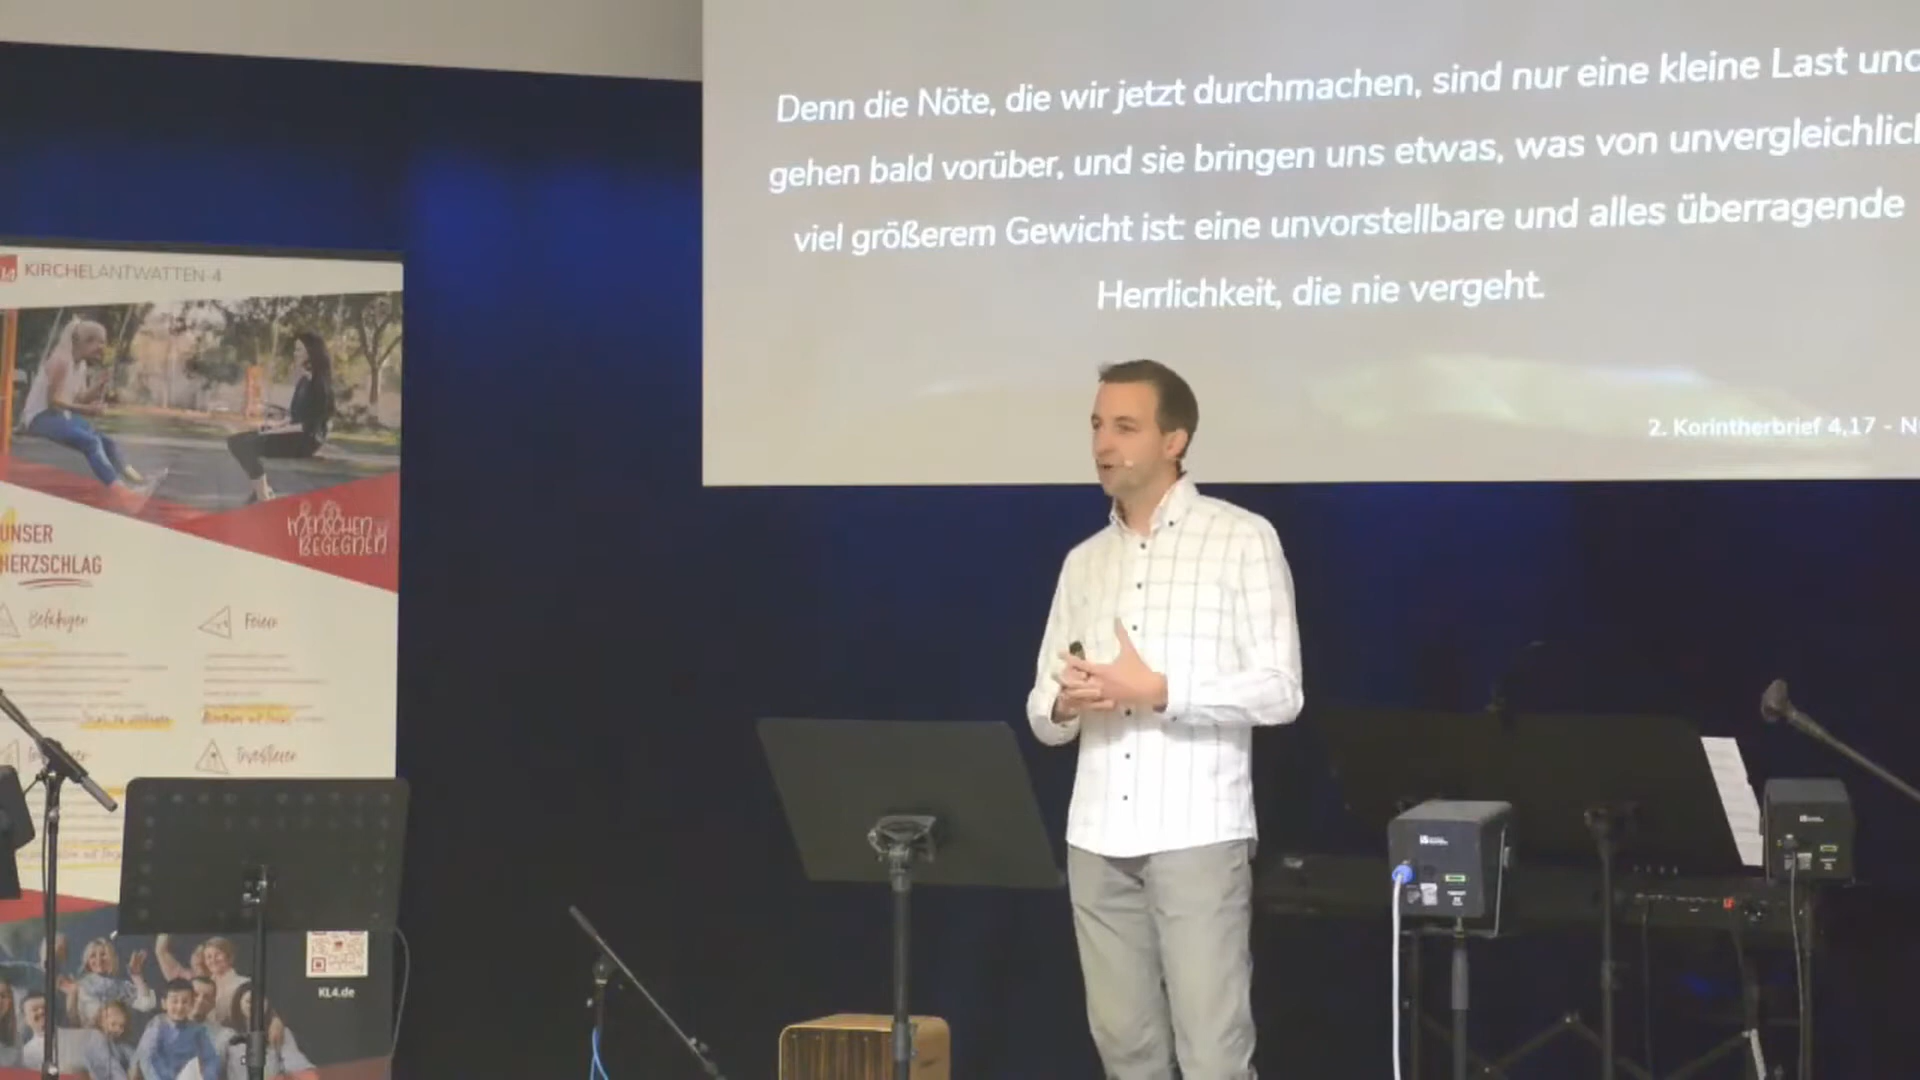 Denn die Nöte, die wir jetzt durchmachen, sind nur eine kleine Last und
gehen bald vorüber, und sie bringen uns etwas, was von unvergleichlich
viel größerem Gewicht ist: eine unvorstellbare und alles überragende
Herrlichkeit, die nie vergeht.
2. Korintherbrief 4,17 - N
KIRCHELANTWATTEN 4
MENSCHEN
BEGEGNEN
UNSER
HERZSCHLAG
Befähigen
Feiern
Investieren
KL4.de